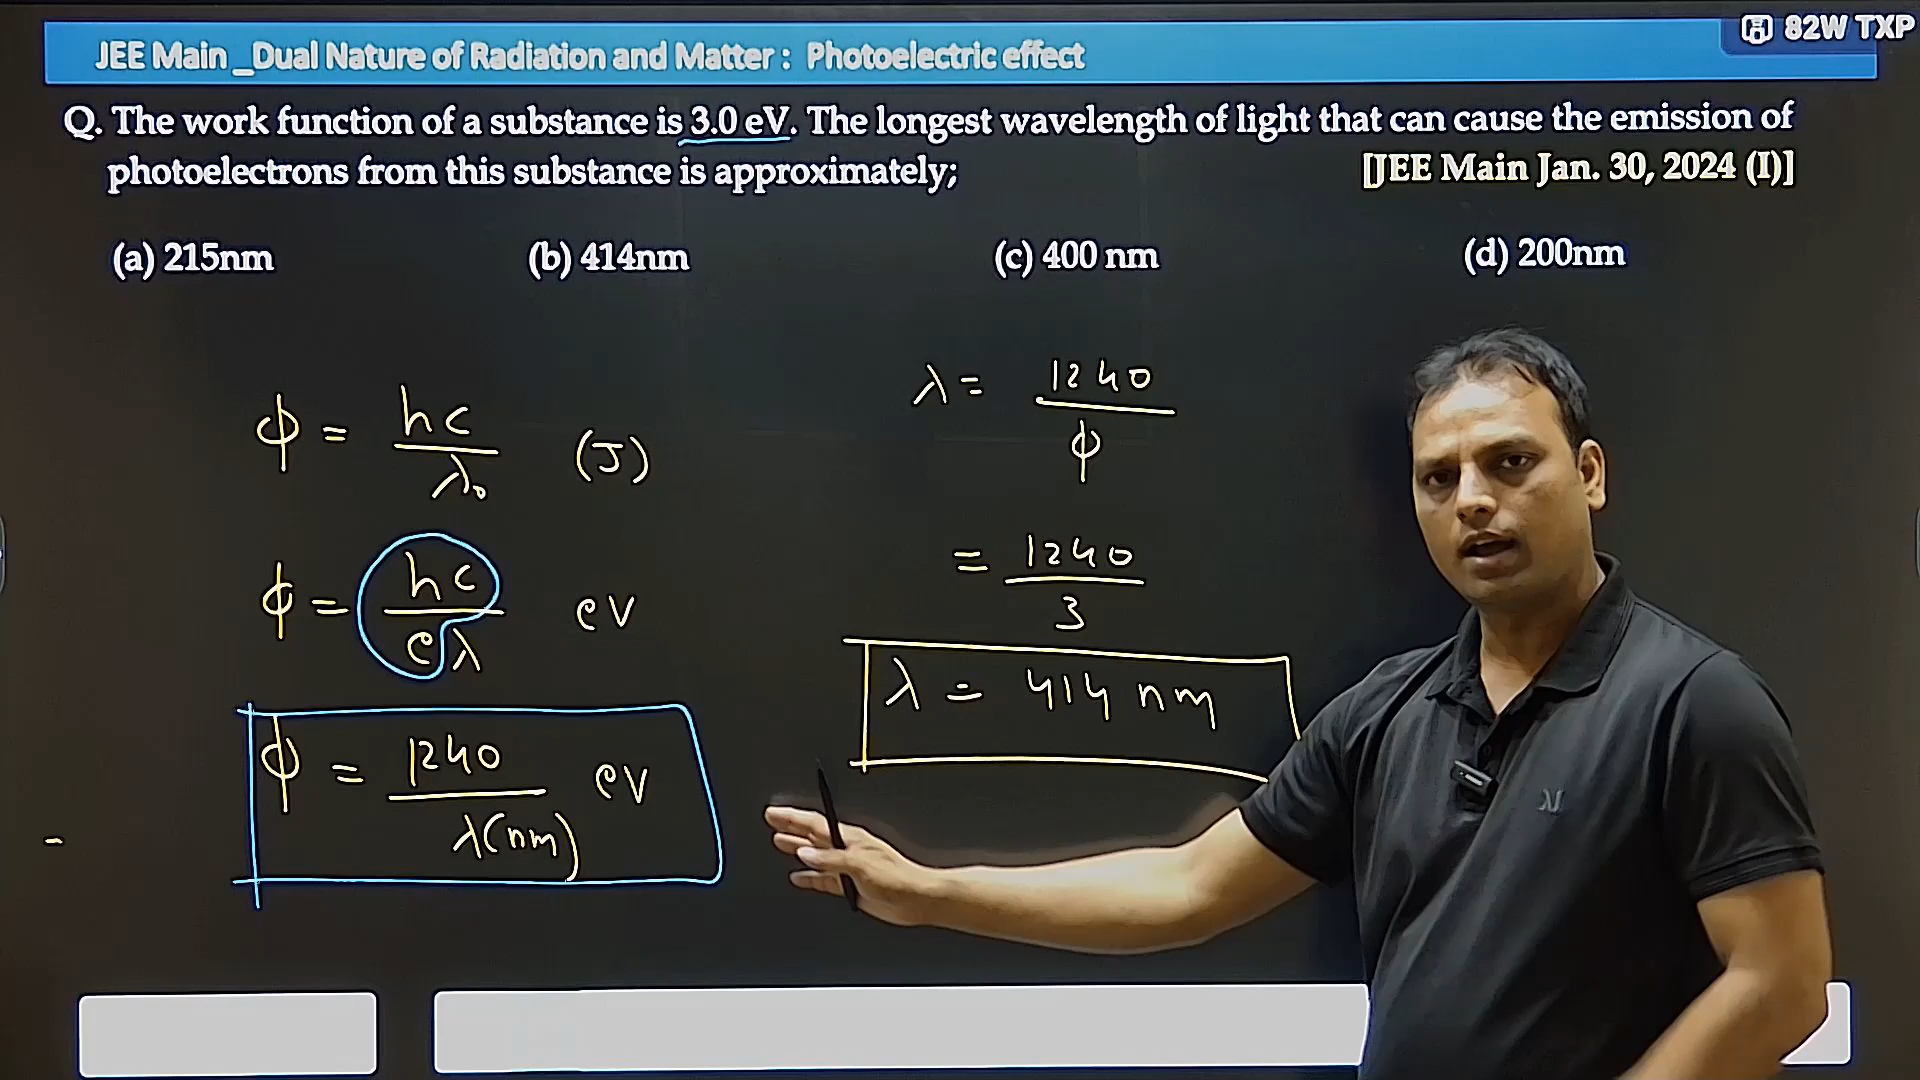 82W TXP
JEE Main _Dual Nature of Radiation and Matter : Photoelectric effect
Q. The work function of a substance is 3.0 eV. The longest wavelength of light that can cause the emission of
photoelectrons from this substance is approximately;
[JEE Main Jan. 30, 2024 (I)]
(a) 215nm (b) 414nm (c) 400 nm (d) 200nm
ϕ = hc / λ₀ (J)
ϕ = hc / eλ eV
ϕ = 1240 / λ(nm) eV
λ = 1240 / ϕ
= 1240 / 3
λ = 414 nm